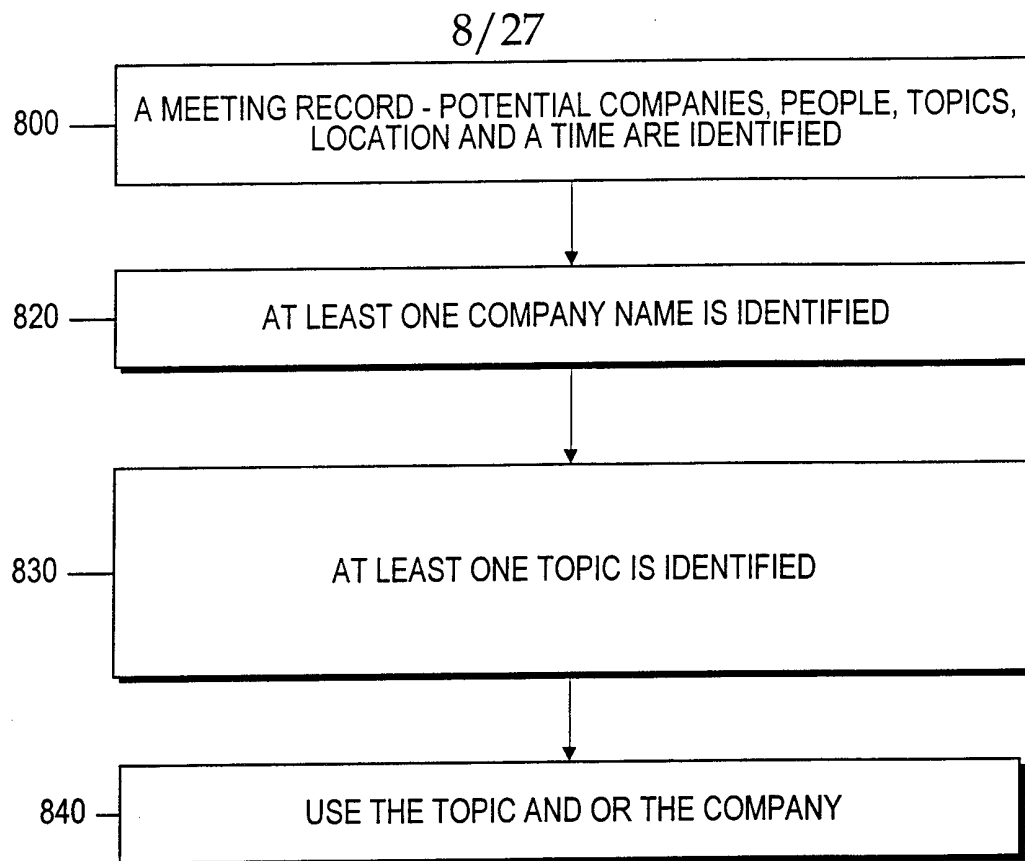 8/27
800
A MEETING RECORD - POTENTIAL COMPANIES, PEOPLE, TOPICS,
LOCATION AND A TIME ARE IDENTIFIED
820
AT LEAST ONE COMPANY NAME IS IDENTIFIED
830
AT LEAST ONE TOPIC IS IDENTIFIED
840
USE THE TOPIC AND OR THE COMPANY